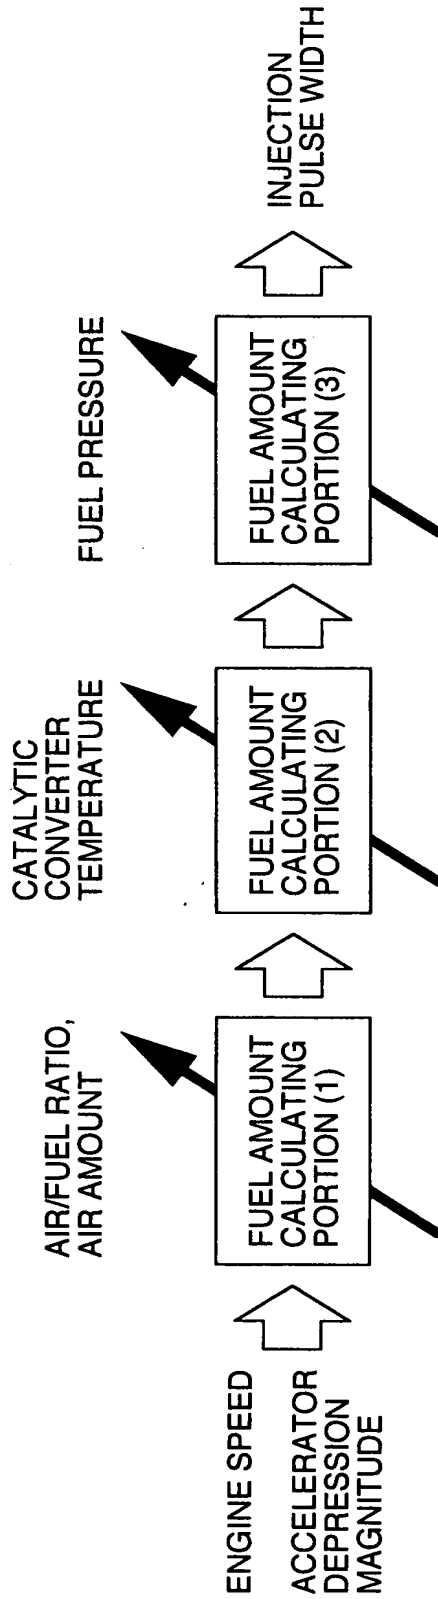 ENGINE SPEED
ACCELERATOR
DEPRESSION
MAGNITUDE
AIR/FUEL RATIO,
AIR AMOUNT
FUEL AMOUNT
CALCULATING
PORTION (1)
CATALYTIC
CONVERTER
TEMPERATURE
FUEL AMOUNT
CALCULATING
PORTION (2)
FUEL PRESSURE
FUEL AMOUNT
CALCULATING
PORTION (3)
INJECTION
PULSE WIDTH